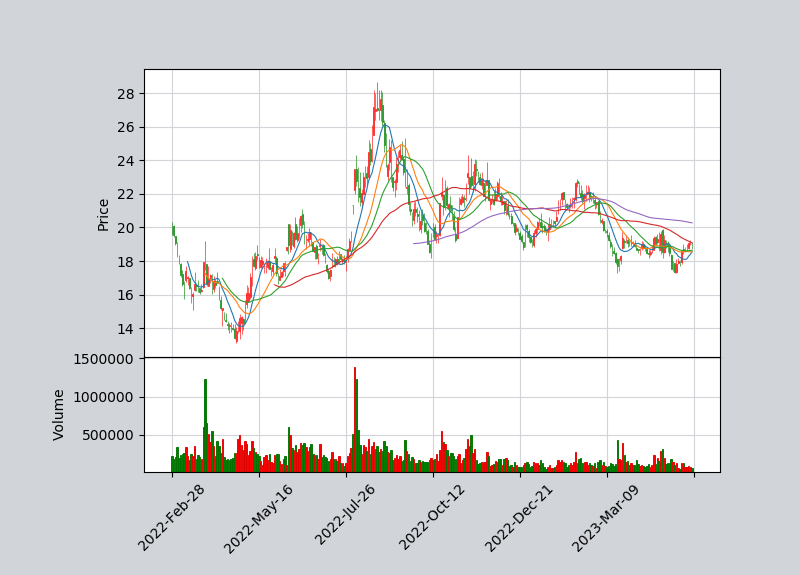 28
26
24
22
20
18
16
14
Price
1500000
1000000
500000
Volume
2022-Feb-28
2022-May-16
2022-Jul-26
2022-Oct-12
2022-Dec-21
2023-Mar-09